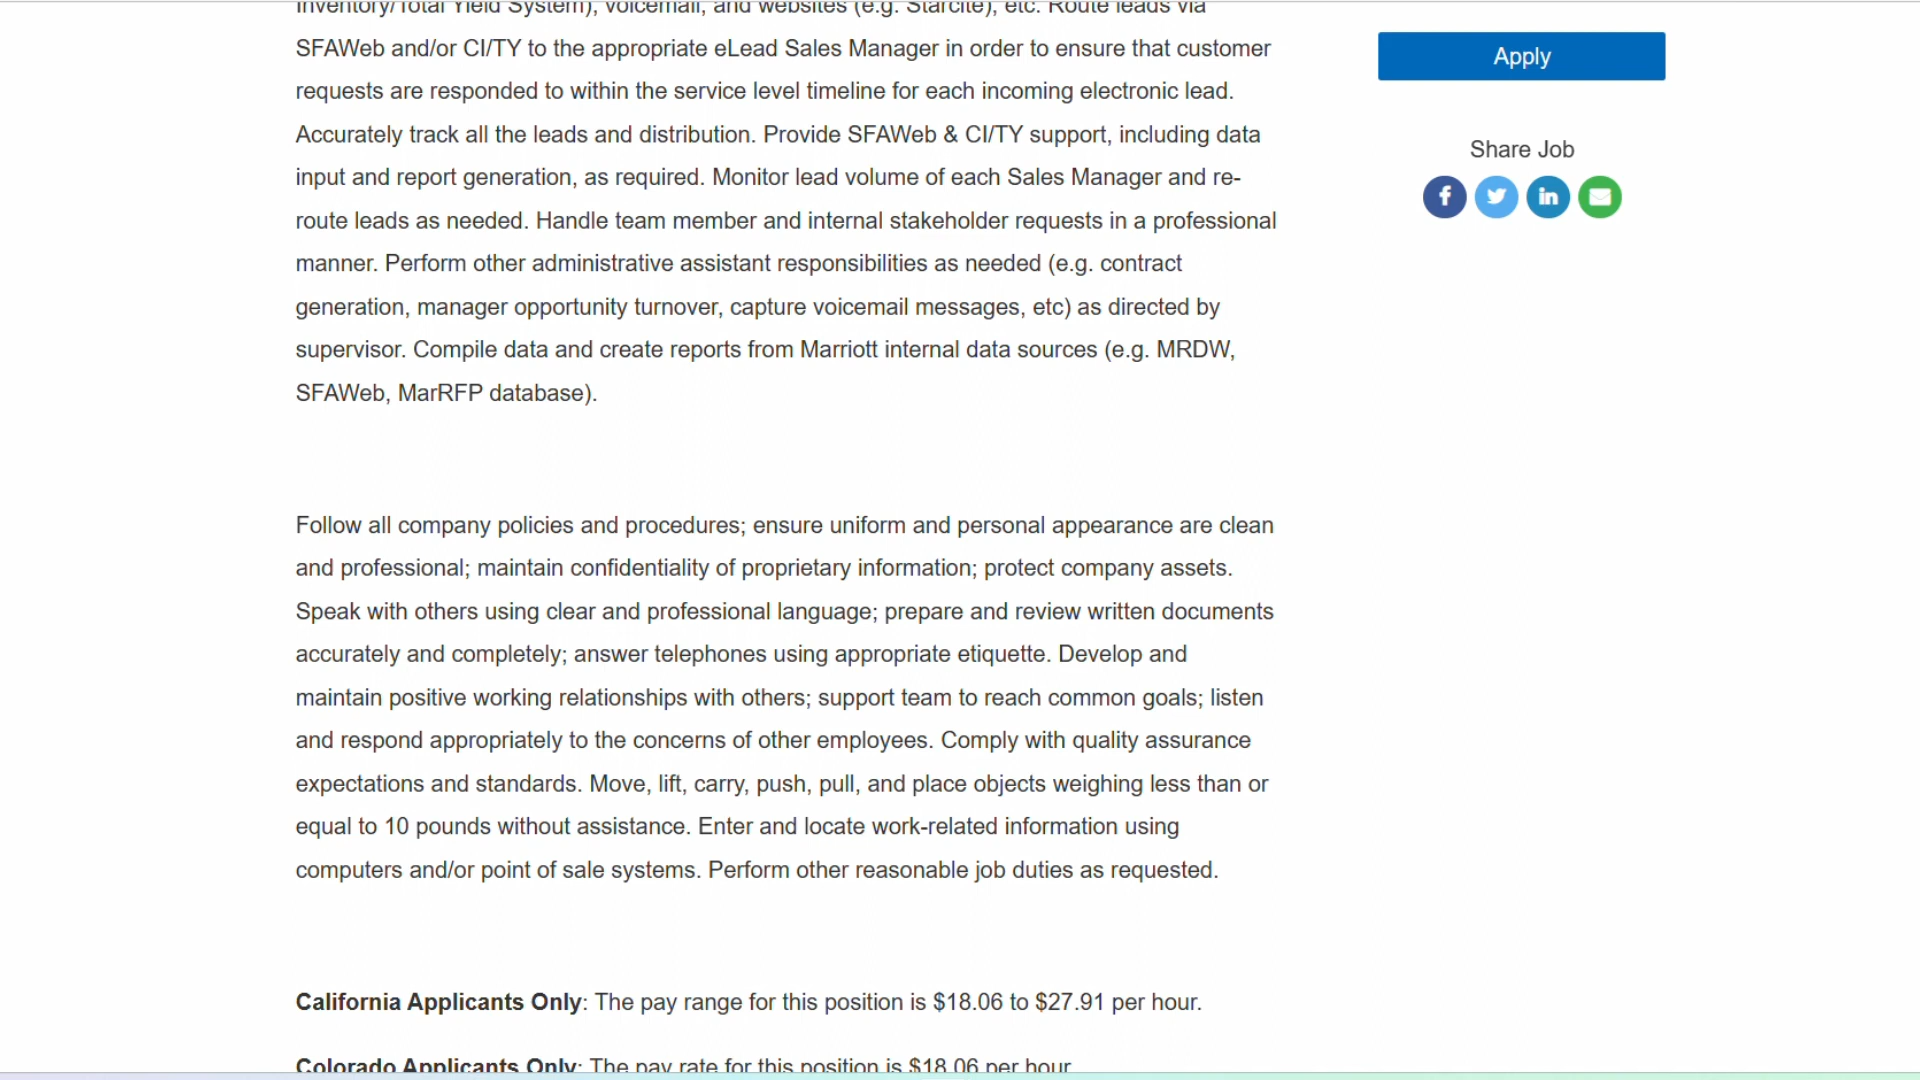 Inventory/Total Yield System), voicemail, and websites (e.g. Starcite), etc. Route leads via
SFAWeb and/or CI/TY to the appropriate eLead Sales Manager in order to ensure that customer
requests are responded to within the service level timeline for each incoming electronic lead.
Accurately track all the leads and distribution. Provide SFAWeb & CI/TY support, including data
input and report generation, as required. Monitor lead volume of each Sales Manager and re-
route leads as needed. Handle team member and internal stakeholder requests in a professional
manner. Perform other administrative assistant responsibilities as needed (e.g. contract
generation, manager opportunity turnover, capture voicemail messages, etc) as directed by
supervisor. Compile data and create reports from Marriott internal data sources (e.g. MRDW,
SFAWeb, MarRFP database).
Follow all company policies and procedures; ensure uniform and personal appearance are clean
and professional; maintain confidentiality of proprietary information; protect company assets.
Speak with others using clear and professional language; prepare and review written documents
accurately and completely; answer telephones using appropriate etiquette. Develop and
maintain positive working relationships with others; support team to reach common goals; listen
and respond appropriately to the concerns of other employees. Comply with quality assurance
expectations and standards. Move, lift, carry, push, pull, and place objects weighing less than or
equal to 10 pounds without assistance. Enter and locate work-related information using
computers and/or point of sale systems. Perform other reasonable job duties as requested.
California Applicants Only: The pay range for this position is $18.06 to $27.91 per hour.
Colorado Applicants Only: The pay rate for this position is $18.06 per hour
Apply
Share Job